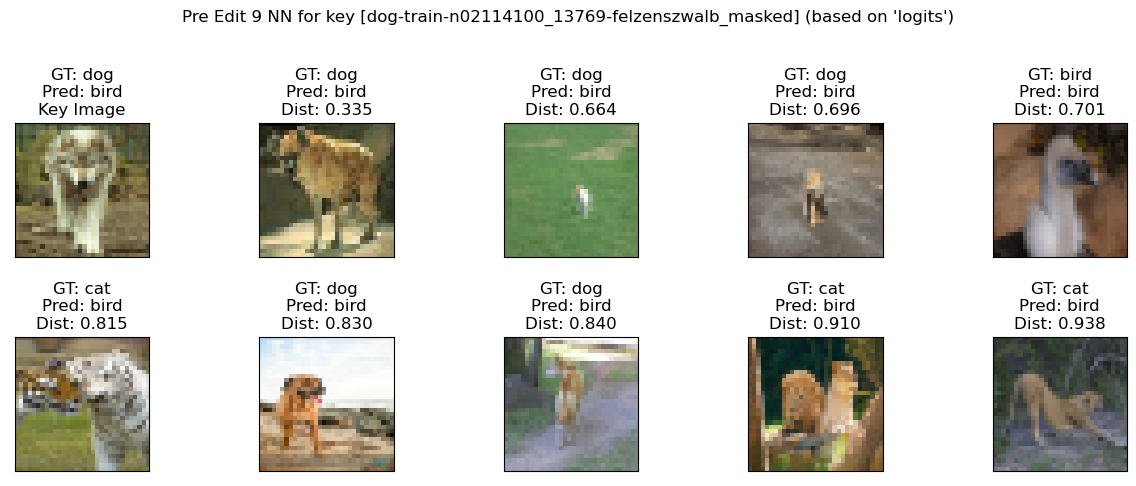 Pre Edit 9 NN for key [dog-train-n02114100_13769-felzenszwalb_masked] (based on 'logits')
GT: dog
Pred: bird
Key Image
GT: dog
Pred: bird
Dist: 0.335
GT: dog
Pred: bird
Dist: 0.664
GT: dog
Pred: bird
Dist: 0.696
GT: bird
Pred: bird
Dist: 0.701
GT: cat
Pred: bird
Dist: 0.815
GT: dog
Pred: bird
Dist: 0.830
GT: dog
Pred: bird
Dist: 0.840
GT: cat
Pred: bird
Dist: 0.910
GT: cat
Pred: bird
Dist: 0.938